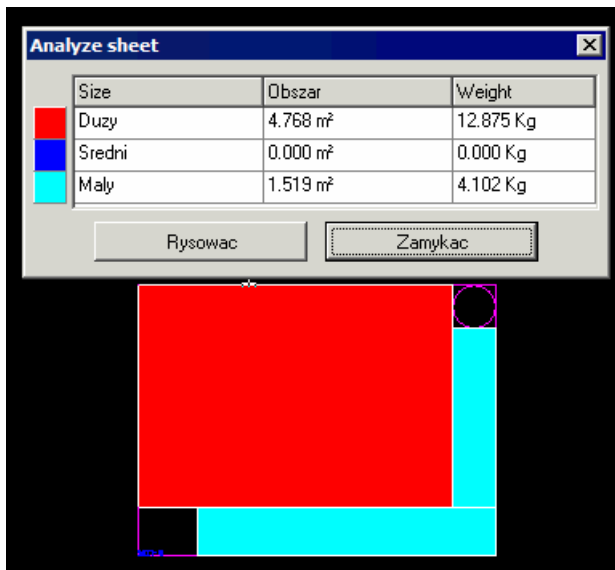 Analyze sheet
Size Obszar Weight
Duzy 4.768 m² 12.875 Kg
Sredni 0.000 m² 0.000 Kg
Maly 1.519 m² 4.102 Kg
Rysowac Zamykac